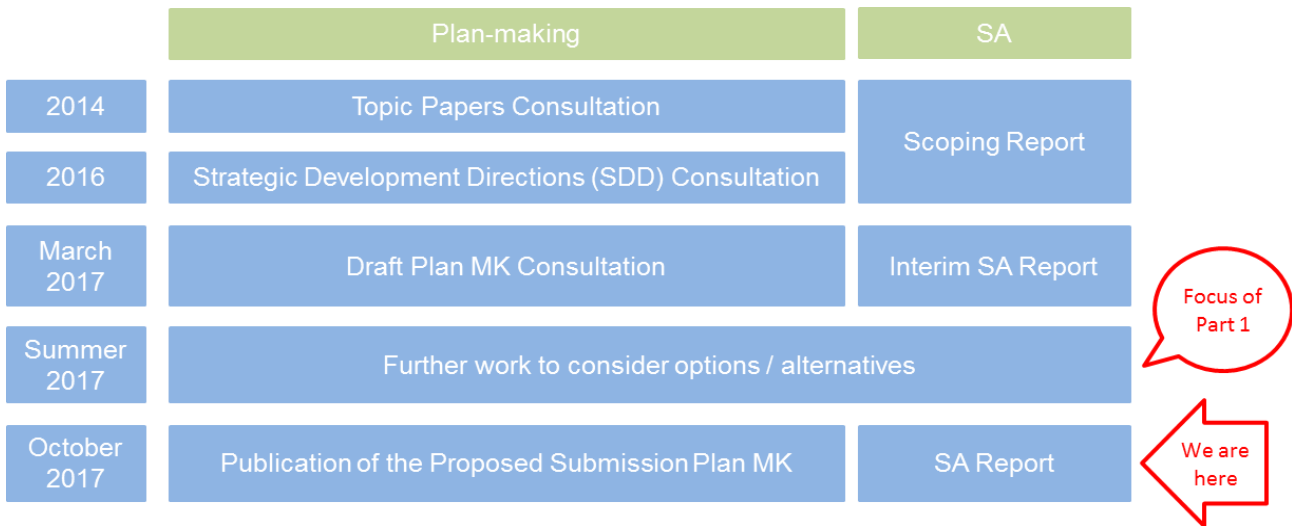 Plan-making
SA
2014
Topic Papers Consultation
Scoping Report
2016
Strategic Development Directions (SDD) Consultation
March
2017
Draft Plan MK Consultation
Interim SA Report
Focus of
Part 1
Summer
2017
Further work to consider options / alternatives
October
2017
Publication of the Proposed Submission Plan MK
SA Report
We are
here